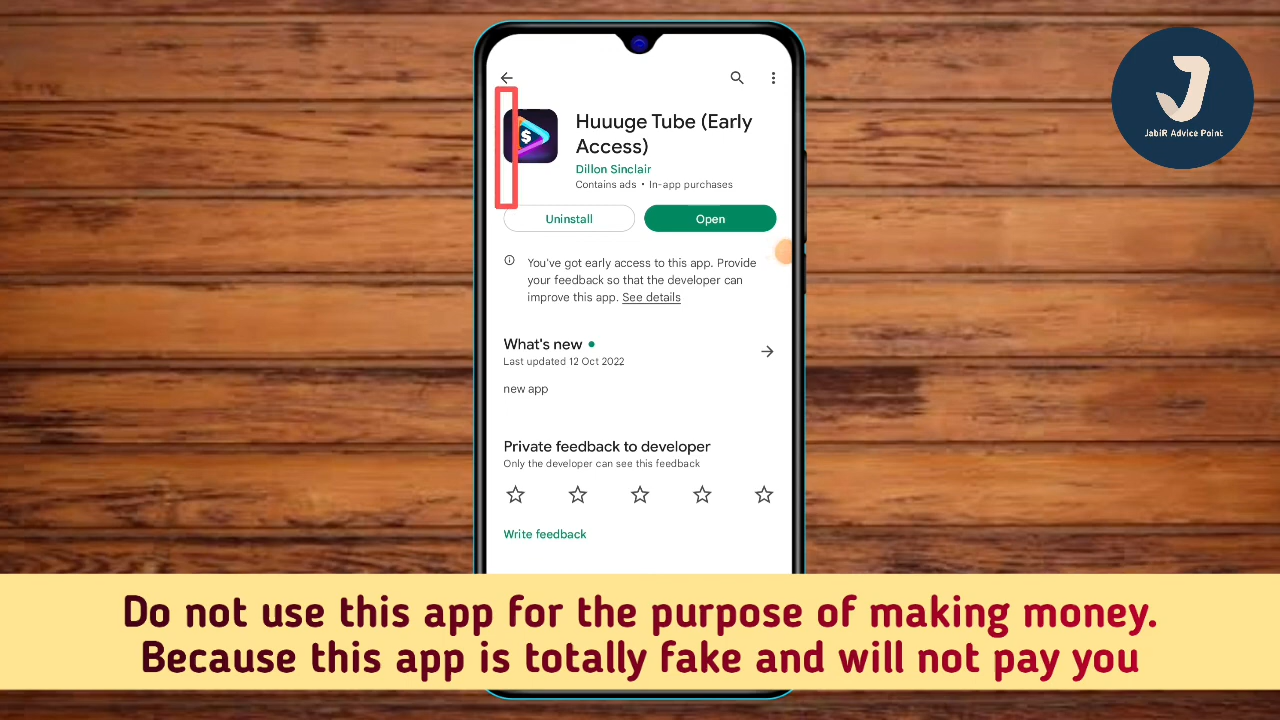 J
JabiR Advice Point
$
Huuuge Tube (Early
Access)
Dillon Sinclair
Contains ads • In-app purchases
Uninstall
Open
You've got early access to this app. Provide
your feedback so that the developer can
improve this app. See details
What's new
Last updated 12 Oct 2022
new app
Private feedback to developer
Only the developer can see this feedback
Write feedback
Do not use this app for the purpose of making money.
Because this app is totally fake and will not pay you